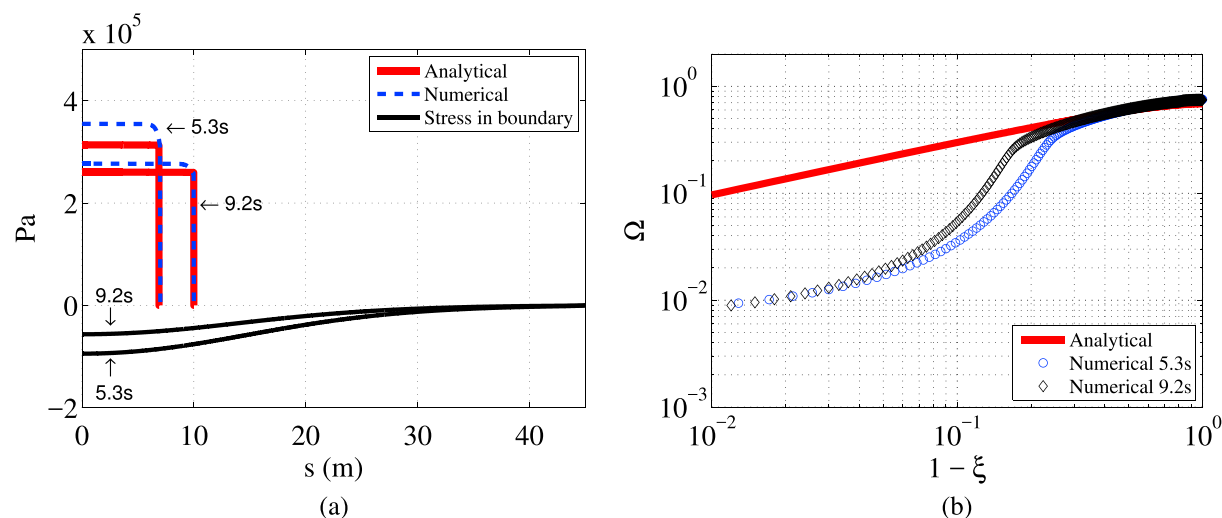 x 10^5
Analytical
Numerical
Stress in boundary
4
← 5.3s
2
← 9.2s
Pa
0
9.2s
5.3s
−2
0 10 20 30 40
s (m)
(a)
10^0
10^-1
Ω
10^-2
10^-3
Analytical
Numerical 5.3s
Numerical 9.2s
10^-2 10^-1 10^0
1 − ξ
(b)